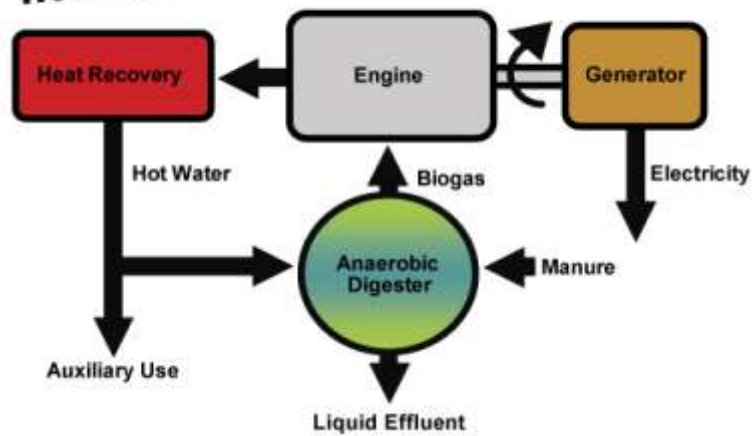 Heat Recovery
Engine
Generator
Hot Water
Biogas
Electricity
Anaerobic
Digester
Manure
Auxiliary Use
Liquid Effluent